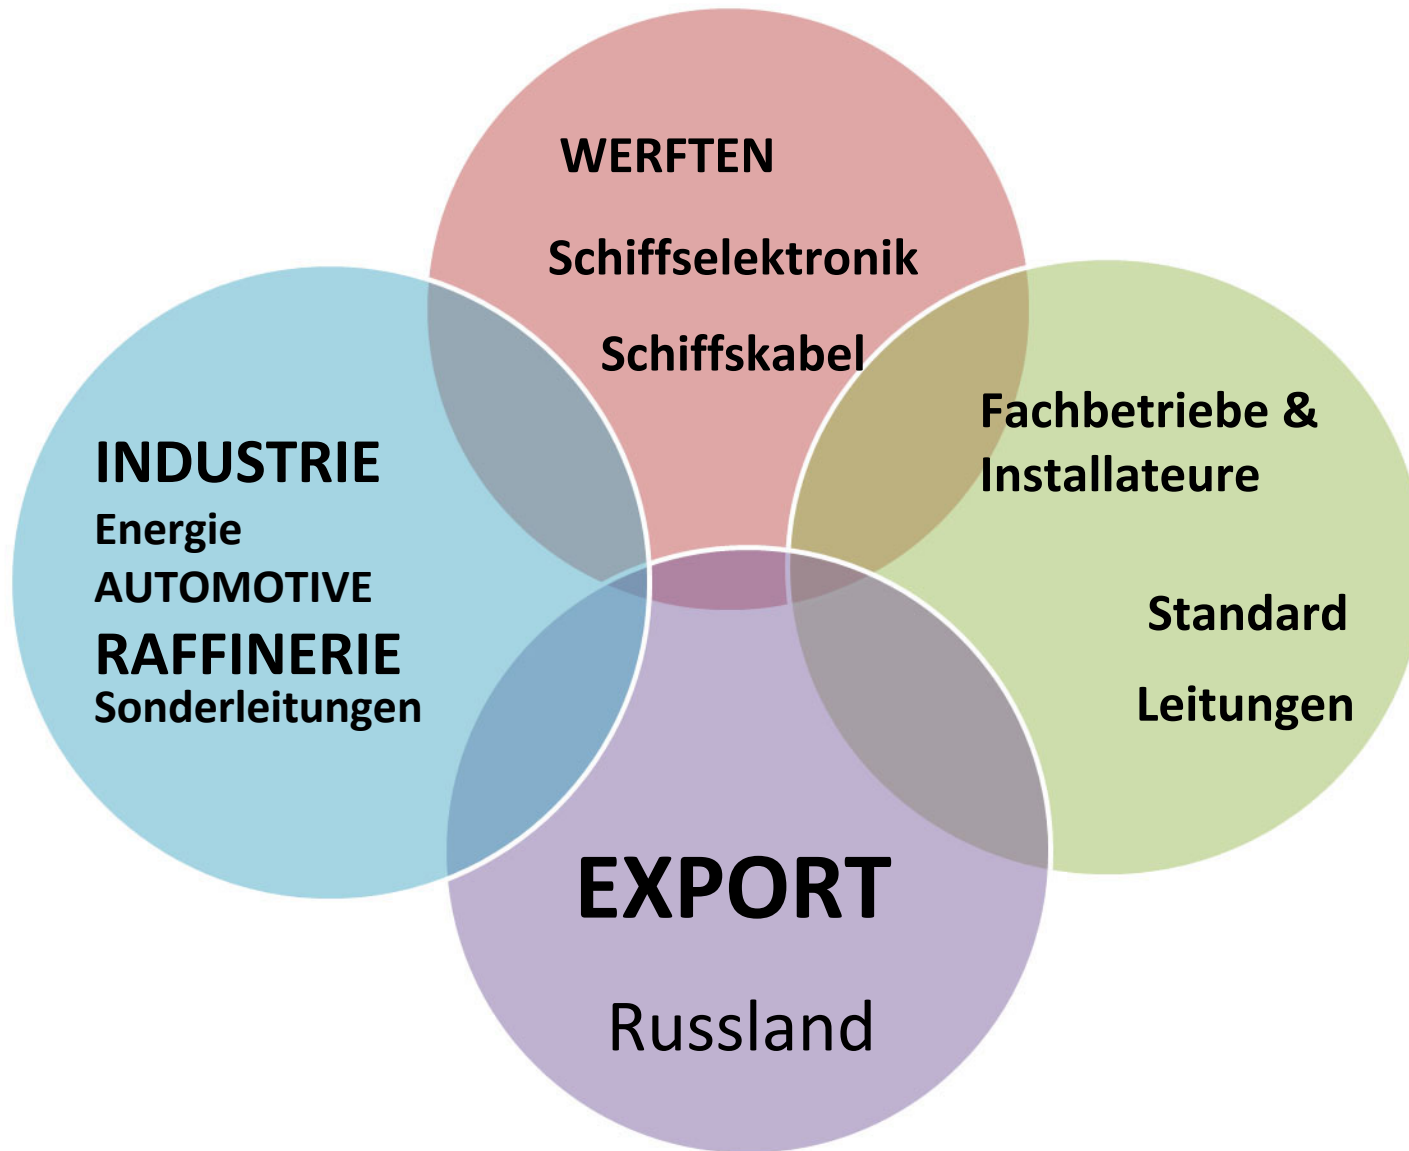 WERFTEN
Schiffselektronik
Schiffskabel
INDUSTRIE
Energie
AUTOMOTIVE
RAFFINERIE
Sonderleitungen
Fachbetriebe &
Installateure
Standard
Leitungen
EXPORT
Russland